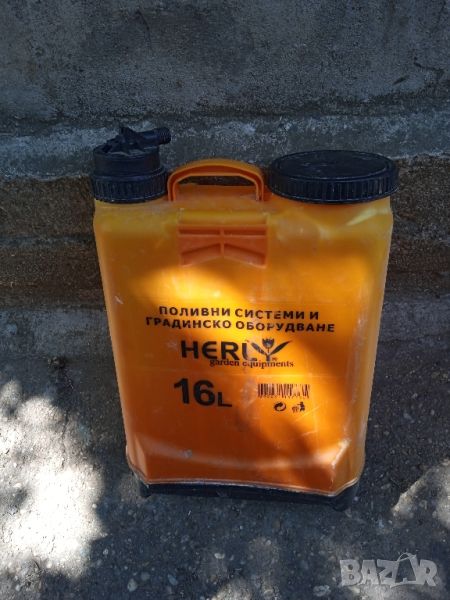 ПОЛИВНИ СИСТЕМИ И
ГРАДИНСКО ОБОРУДВАНЕ
HERLY
garden equipments
16L
BAZAR